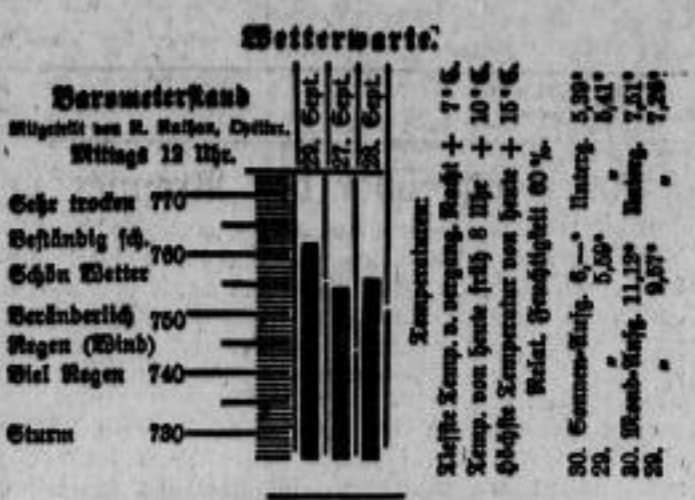 Wetterwarte.
Barometerstand
Mitgeteilt von R. Nathan, Optiker.
Mittags 12 Uhr.
Sehr trocken 770
Beständig sch.
760
Schön Wetter
Veränderlich 750
Regen (Wind)
Viel Regen 740
Sturm 730
Sept.
27. Sept.
28. Sept.
Temperaturen:
Tiefste Temp. v. vergang. Nacht + 7° C.
Temp. von heute früh 8 Uhr + 10° C.
Höchste Temperatur von heute + 15° C.
Relat. Feuchtigkeit 60 %.
30. Sonnen-Aufg. 6,—° Unterg. 5,39°
29. " 5,59° " 5,41°
30. Mond-Aufg. 11,12° Unterg. 7,51°
29. " 9,57° " 7,26°